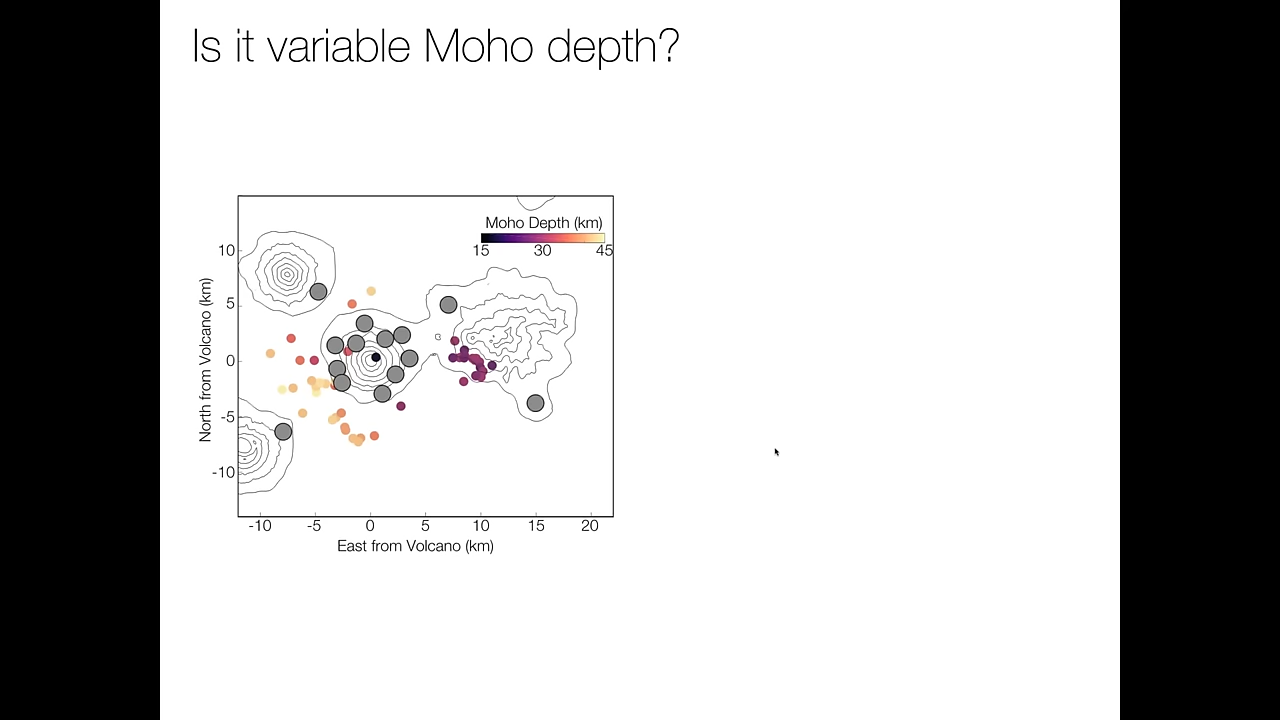 Is it variable Moho depth?
Moho Depth (km)
15 30 45
10
5
0
-5
-10
North from Volcano (km)
-10 -5 0 5 10 15 20
East from Volcano (km)